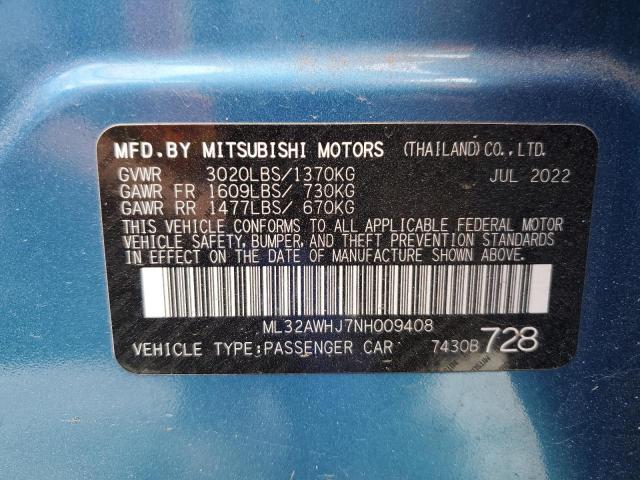 MFD.BY MITSUBISHI MOTORS (THAILAND)CO.,LTD.
GVWR 3020LBS/1370KG JUL 2022
GAWR FR 1609LBS/ 730KG
GAWR RR 1477LBS/ 670KG
THIS VEHICLE CONFORMS TO ALL APPLICABLE FEDERAL MOTOR
VEHICLE SAFETY, BUMPER, AND THEFT PREVENTION STANDARDS
IN EFFECT ON THE DATE OF MANUFACTURE SHOWN ABOVE.
ML32AWHJ7NH009408
VEHICLE TYPE:PASSENGER CAR 7430B 728